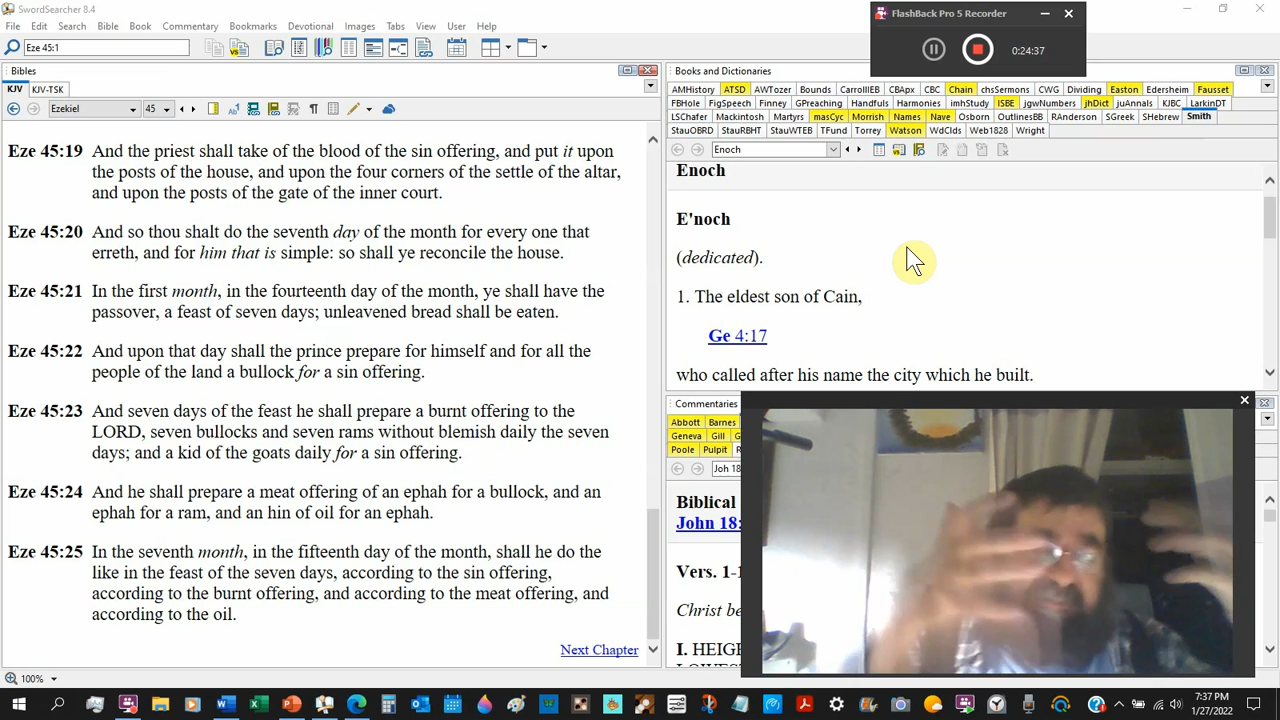 SwordSearcher 8.4
File Edit Search Bible Book Commentary Bookmarks Devotional Images Tabs View User Help
Eze 45:1
FlashBack Pro 5 Recorder
00:24:37
Bibles
KJV KJV-TSK
Ezekiel 45
Eze 45:19 And the priest shall take of the blood of the sin offering, and put it upon
the posts of the house, and upon the four corners of the settle of the altar,
and upon the posts of the gate of the inner court.
Eze 45:20 And so thou shalt do the seventh day of the month for every one that
erreth, and for him that is simple: so shall ye reconcile the house.
Eze 45:21 In the first month, in the fourteenth day of the month, ye shall have the
passover, a feast of seven days; unleavened bread shall be eaten.
Eze 45:22 And upon that day shall the prince prepare for himself and for all the
people of the land a bullock for a sin offering.
Eze 45:23 And seven days of the feast he shall prepare a burnt offering to the
LORD, seven bullocks and seven rams without blemish daily the seven
days; and a kid of the goats daily for a sin offering.
Eze 45:24 And he shall prepare a meat offering of an ephah for a bullock, and an
ephah for a ram, and an hin of oil for an ephah.
Eze 45:25 In the seventh month, in the fifteenth day of the month, shall he do the
like in the feast of the seven days, according to the sin offering,
according to the burnt offering, and according to the meat offering, and
according to the oil.
Next Chapter
100%
Books and Dictionaries
AMHistory ATSD AWTozer Bounds CarrollIEB CBApx CBC Chain chsSermons CWG Dividing Easton Edersheim Fausset
FBHole FigSpeech Finney GPreaching Handfuls Harmonies imhStudy ISBE jgwNumbers jhDict juAnnals KJBC LarkinDT
LSChafer Mackintosh Martyrs masCyc Morrish Names Nave Osborn OutlinesBB RAnderson SGreek SHebrew Smith
StauOBRD StauRBHT StauWTEB TFund Torrey Watson WdClds Web1828 Wright
Enoch
Enoch
E'noch
(dedicated).
1. The eldest son of Cain,
Ge 4:17
who called after his name the city which he built.
Commentaries
Abbott Barnes
Geneva Gill
Poole Pulpit
Joh 18
Biblical
John 18:
Vers. 1-1
Christ be
I. HEIGH
7:37 PM
1/27/2022